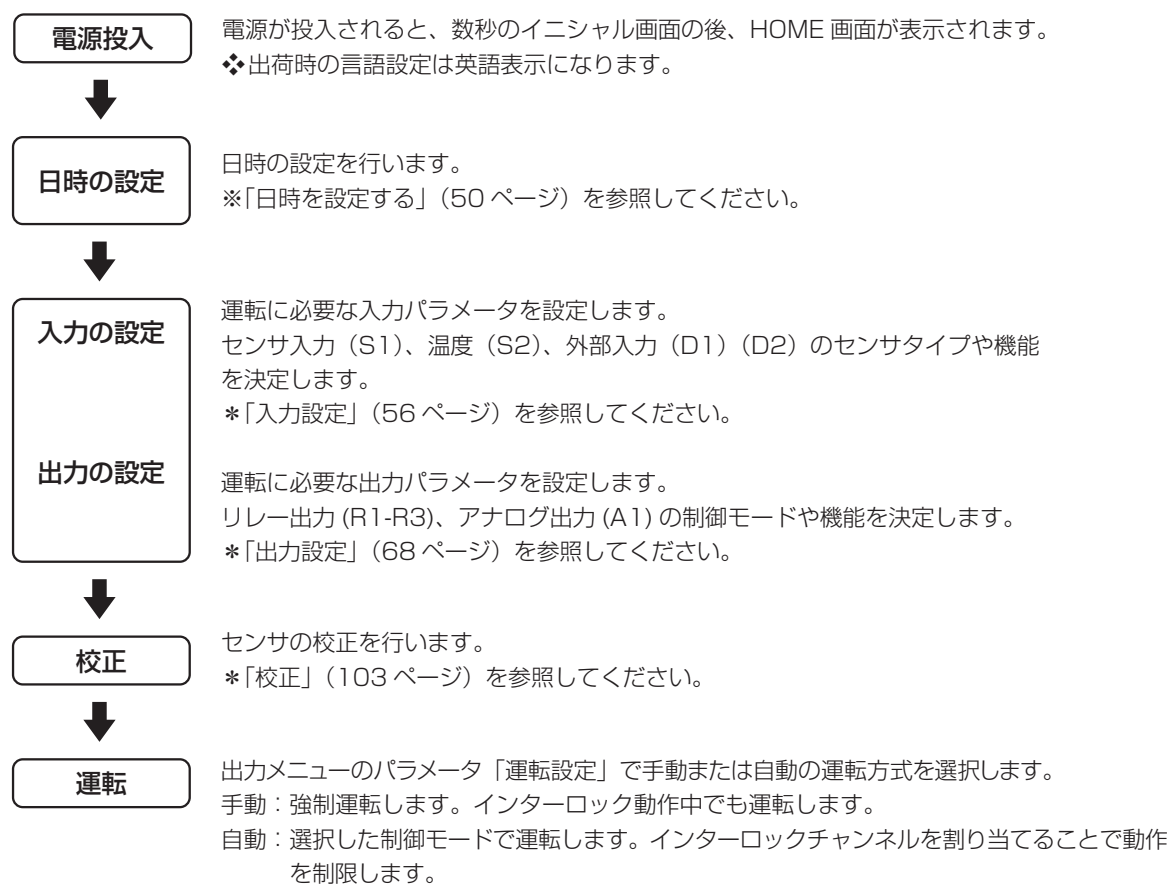 電源投入
電源が投入されると、数秒のイニシャル画面の後、HOME 画面が表示されます。
❖出荷時の言語設定は英語表示になります。
日時の設定
日時の設定を行います。
※「日時を設定する」(50 ページ)を参照してください。
入力の設定
運転に必要な入力パラメータを設定します。
センサ入力(S1)、温度(S2)、外部入力(D1)(D2)のセンサタイプや機能
を決定します。
＊「入力設定」(56 ページ)を参照してください。
出力の設定
運転に必要な出力パラメータを設定します。
リレー出力 (R1-R3)、アナログ出力 (A1) の制御モードや機能を決定します。
＊「出力設定」(68 ページ)を参照してください。
校正
センサの校正を行います。
＊「校正」(103 ページ)を参照してください。
運転
出力メニューのパラメータ「運転設定」で手動または自動の運転方式を選択します。
手動：強制運転します。インターロック動作中でも運転します。
自動：選択した制御モードで運転します。インターロックチャンネルを割り当てることで動作
を制限します。